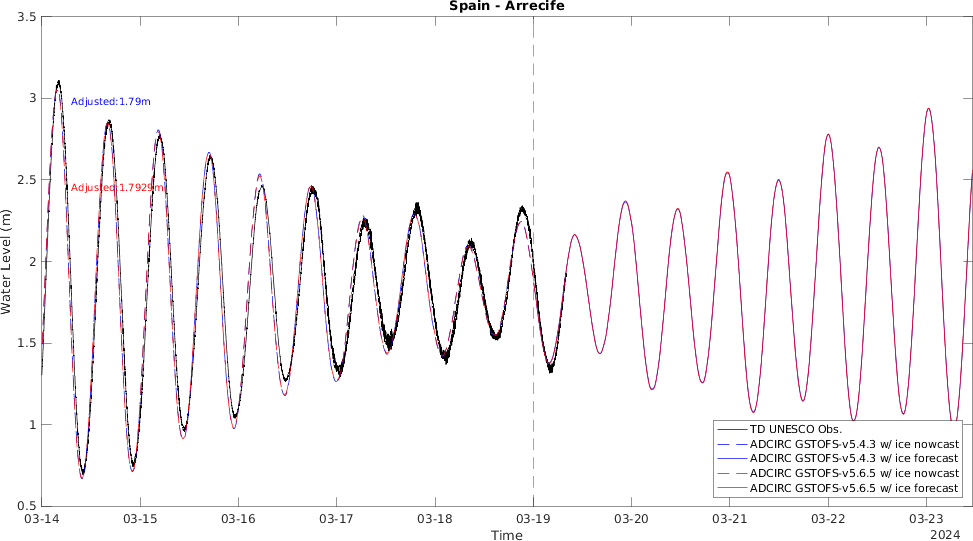 Spain - Arrecife
3.5
3
2.5
2
1.5
1
0.5
Water Level (m)
Adjusted:1.79m
Adjusted:1.7929m
TD UNESCO Obs.
ADCIRC GSTOFS-v5.4.3 w/ ice nowcast
ADCIRC GSTOFS-v5.4.3 w/ ice forecast
ADCIRC GSTOFS-v5.6.5 w/ ice nowcast
ADCIRC GSTOFS-v5.6.5 w/ ice forecast
03-14 03-15 03-16 03-17 03-18 03-19 03-20 03-21 03-22 03-23
Time
2024